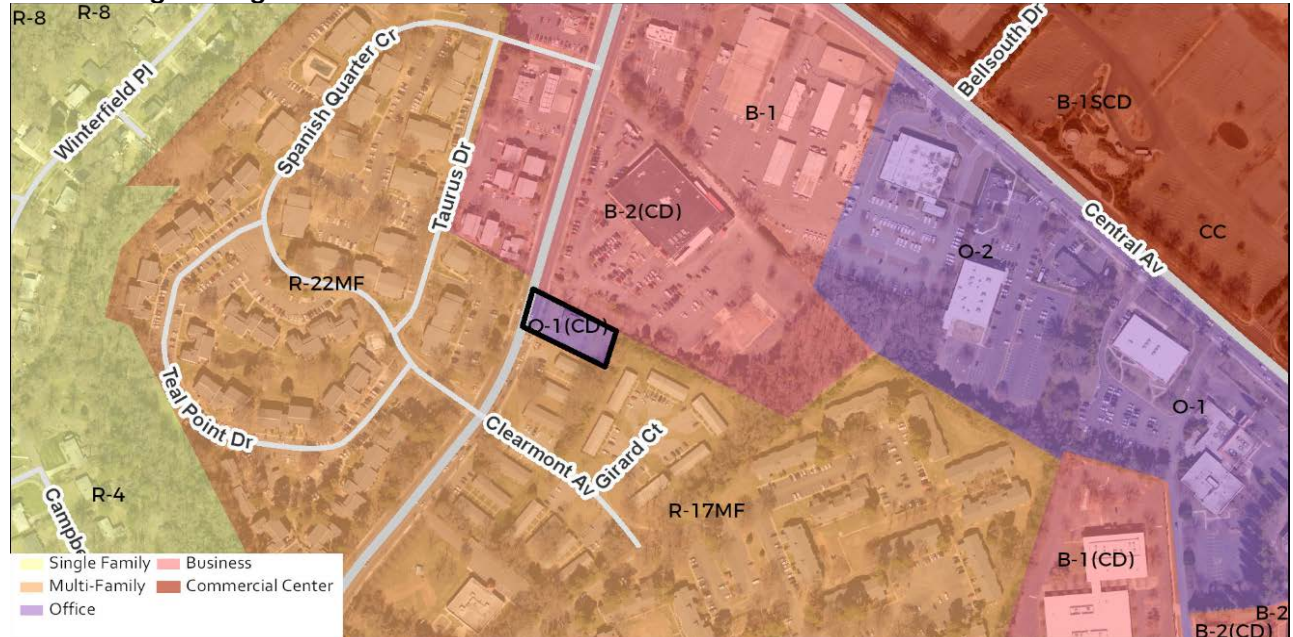 R-8
R-8
Winterfield Pl
Spanish Quarter Cr
Taurus Dr
Bellsouth Dr
B-1SCD
B-1
B-2(CD)
Central Av
CC
O-2
R-22MF
O-1(CD)
Teal Point Dr
Clearmont Av
Girard Ct
O-1
R-4
R-17MF
B-1(CD)
B-2
B-2(CD)
Single Family
Business
Multi-Family
Commercial Center
Office